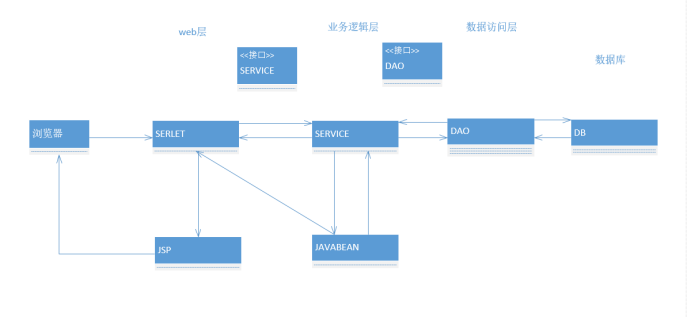 web层
业务逻辑层
数据访问层
数据库
<<接口>>
SERVICE
<<接口>>
DAO
浏览器
SERLET
SERVICE
DAO
DB
JSP
JAVABEAN